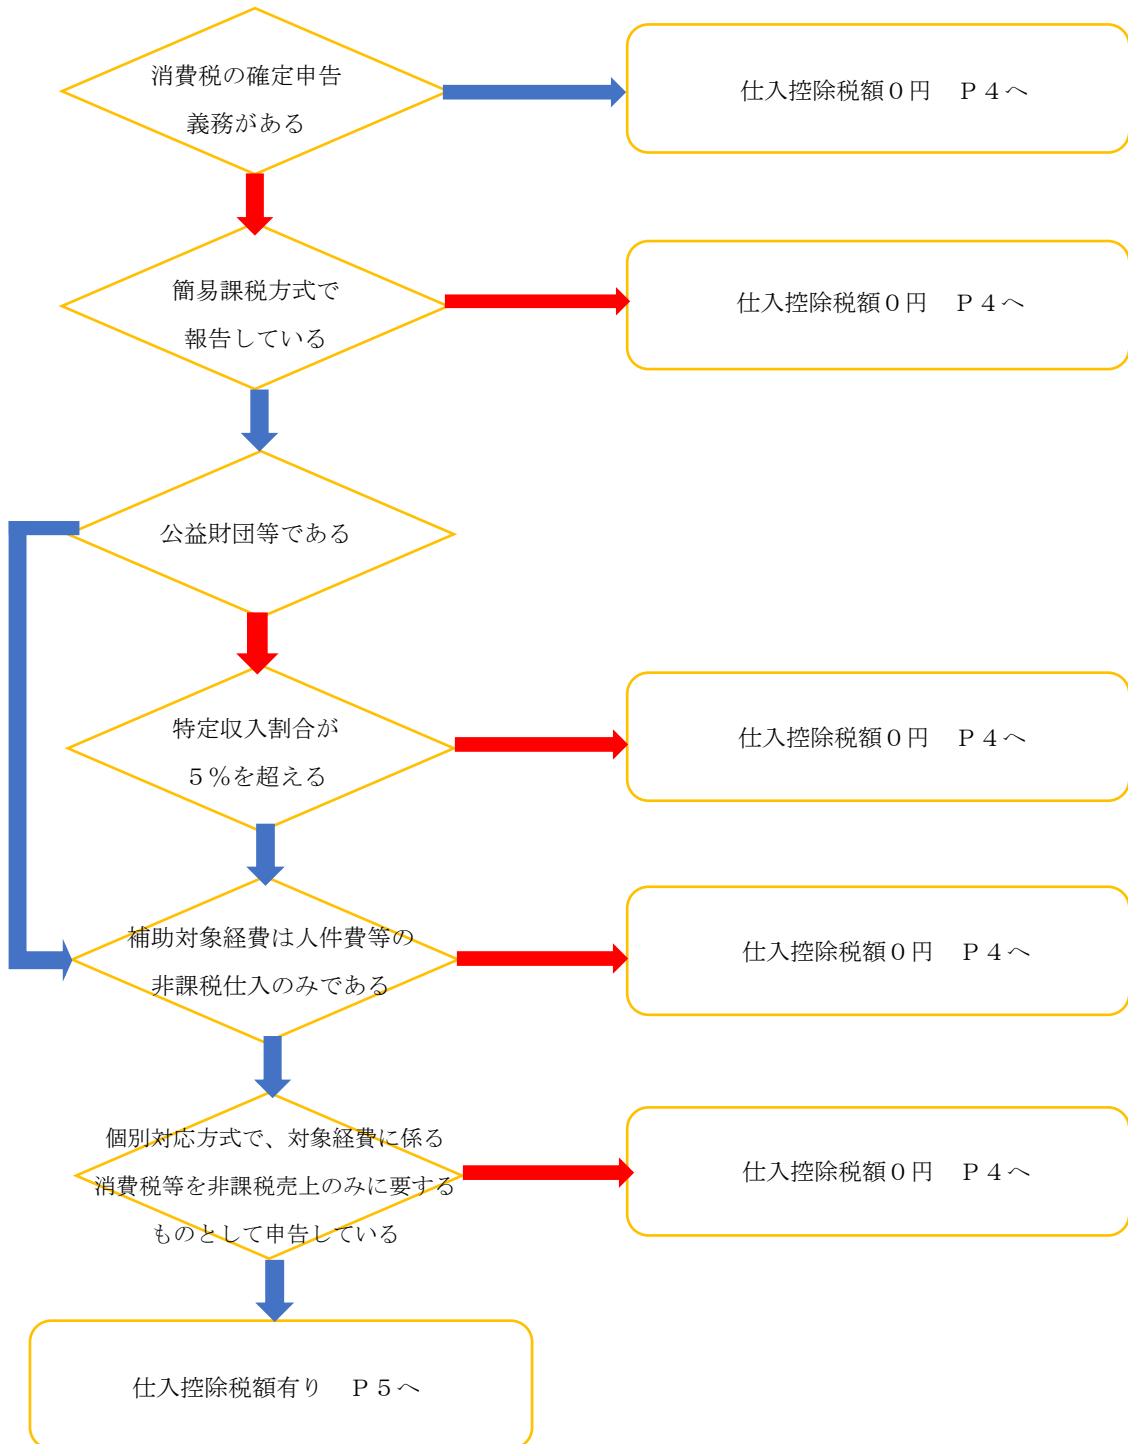 消費税の確定申告
義務がある
仕入控除税額０円　Ｐ４へ
簡易課税方式で
報告している
仕入控除税額０円　Ｐ４へ
公益財団等である
特定収入割合が
５％を超える
仕入控除税額０円　Ｐ４へ
補助対象経費は人件費等の
非課税仕入のみである
仕入控除税額０円　Ｐ４へ
個別対応方式で、対象経費に係る
消費税等を非課税売上のみに要する
ものとして申告している
仕入控除税額０円　Ｐ４へ
仕入控除税額有り　Ｐ５へ